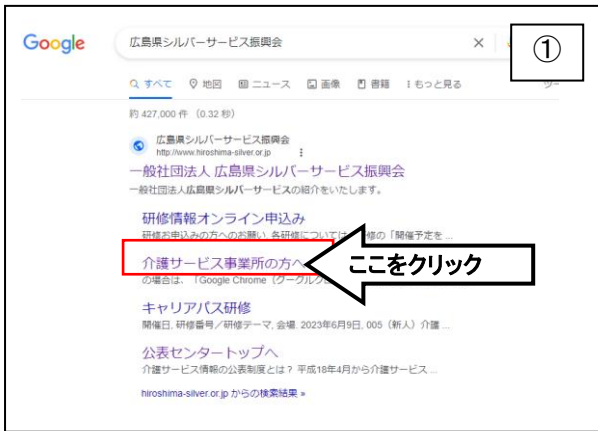 Google
広島県シルバーサービス振興会
①
すべて 地図 ニュース 画像 書籍 もっと見る
約 427,000 件 (0.32 秒)
広島県シルバーサービス振興会
http://www.hiroshima-silver.or.jp
一般社団法人 広島県シルバーサービス振興会
一般社団法人広島県シルバーサービスの紹介をいたします。
研修情報オンライン申込み
研修お申込みの方へのお願い. 各研修については 修の「開催予定を ...
介護サービス事業所の方へ
ここをクリック
の場合は、「Google Chrome（グーグルクロ
キャリアパス研修
開催日, 研修番号／研修テーマ, 会場. 2023年6月9日, 005（新人）介護 ...
公表センタートップへ
介護サービス情報の公表制度とは？ 平成18年4月から介護サービス ...
hiroshima-silver.or.jp からの検索結果 »